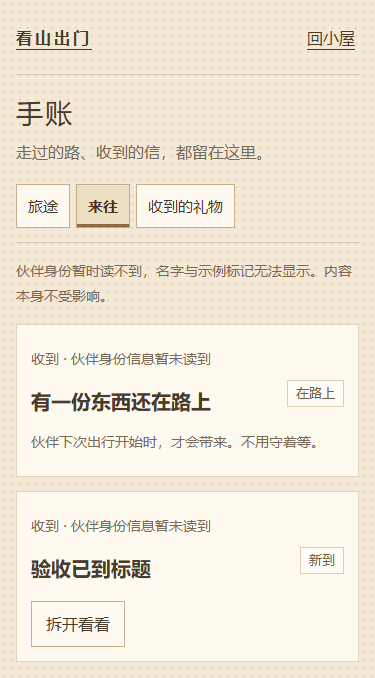 看山出门
回小屋
手账
走过的路、收到的信，都留在这里。
旅途
来往
收到的礼物
伙伴身份暂时读不到，名字与示例标记无法显示。内容
本身不受影响。
收到 · 伙伴身份信息暂未读到
有一份东西还在路上
在路上
伙伴下次出行开始时，才会带来。不用守着等。
收到 · 伙伴身份信息暂未读到
验收已到标题
新到
拆开看看